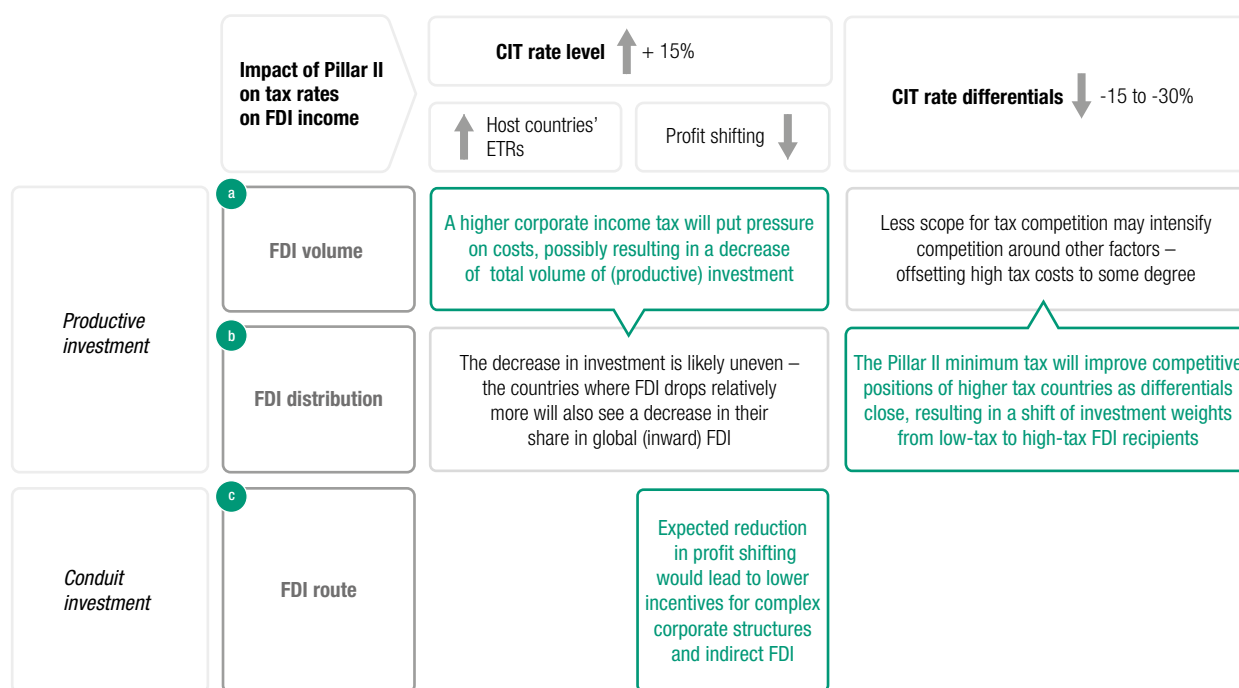 Impact of Pillar II
on tax rates
on FDI income
CIT rate level + 15%
Host countries’
ETRs
Profit shifting
CIT rate differentials -15 to -30%
Productive
investment
a
FDI volume
A higher corporate income tax will put pressure
on costs, possibly resulting in a decrease
of total volume of (productive) investment
Less scope for tax competition may intensify
competition around other factors –
offsetting high tax costs to some degree
b
FDI distribution
The decrease in investment is likely uneven –
the countries where FDI drops relatively
more will also see a decrease in their
share in global (inward) FDI
The Pillar II minimum tax will improve competitive
positions of higher tax countries as differentials
close, resulting in a shift of investment weights
from low-tax to high-tax FDI recipients
Conduit
investment
c
FDI route
Expected reduction
in profit shifting
would lead to lower
incentives for complex
corporate structures
and indirect FDI